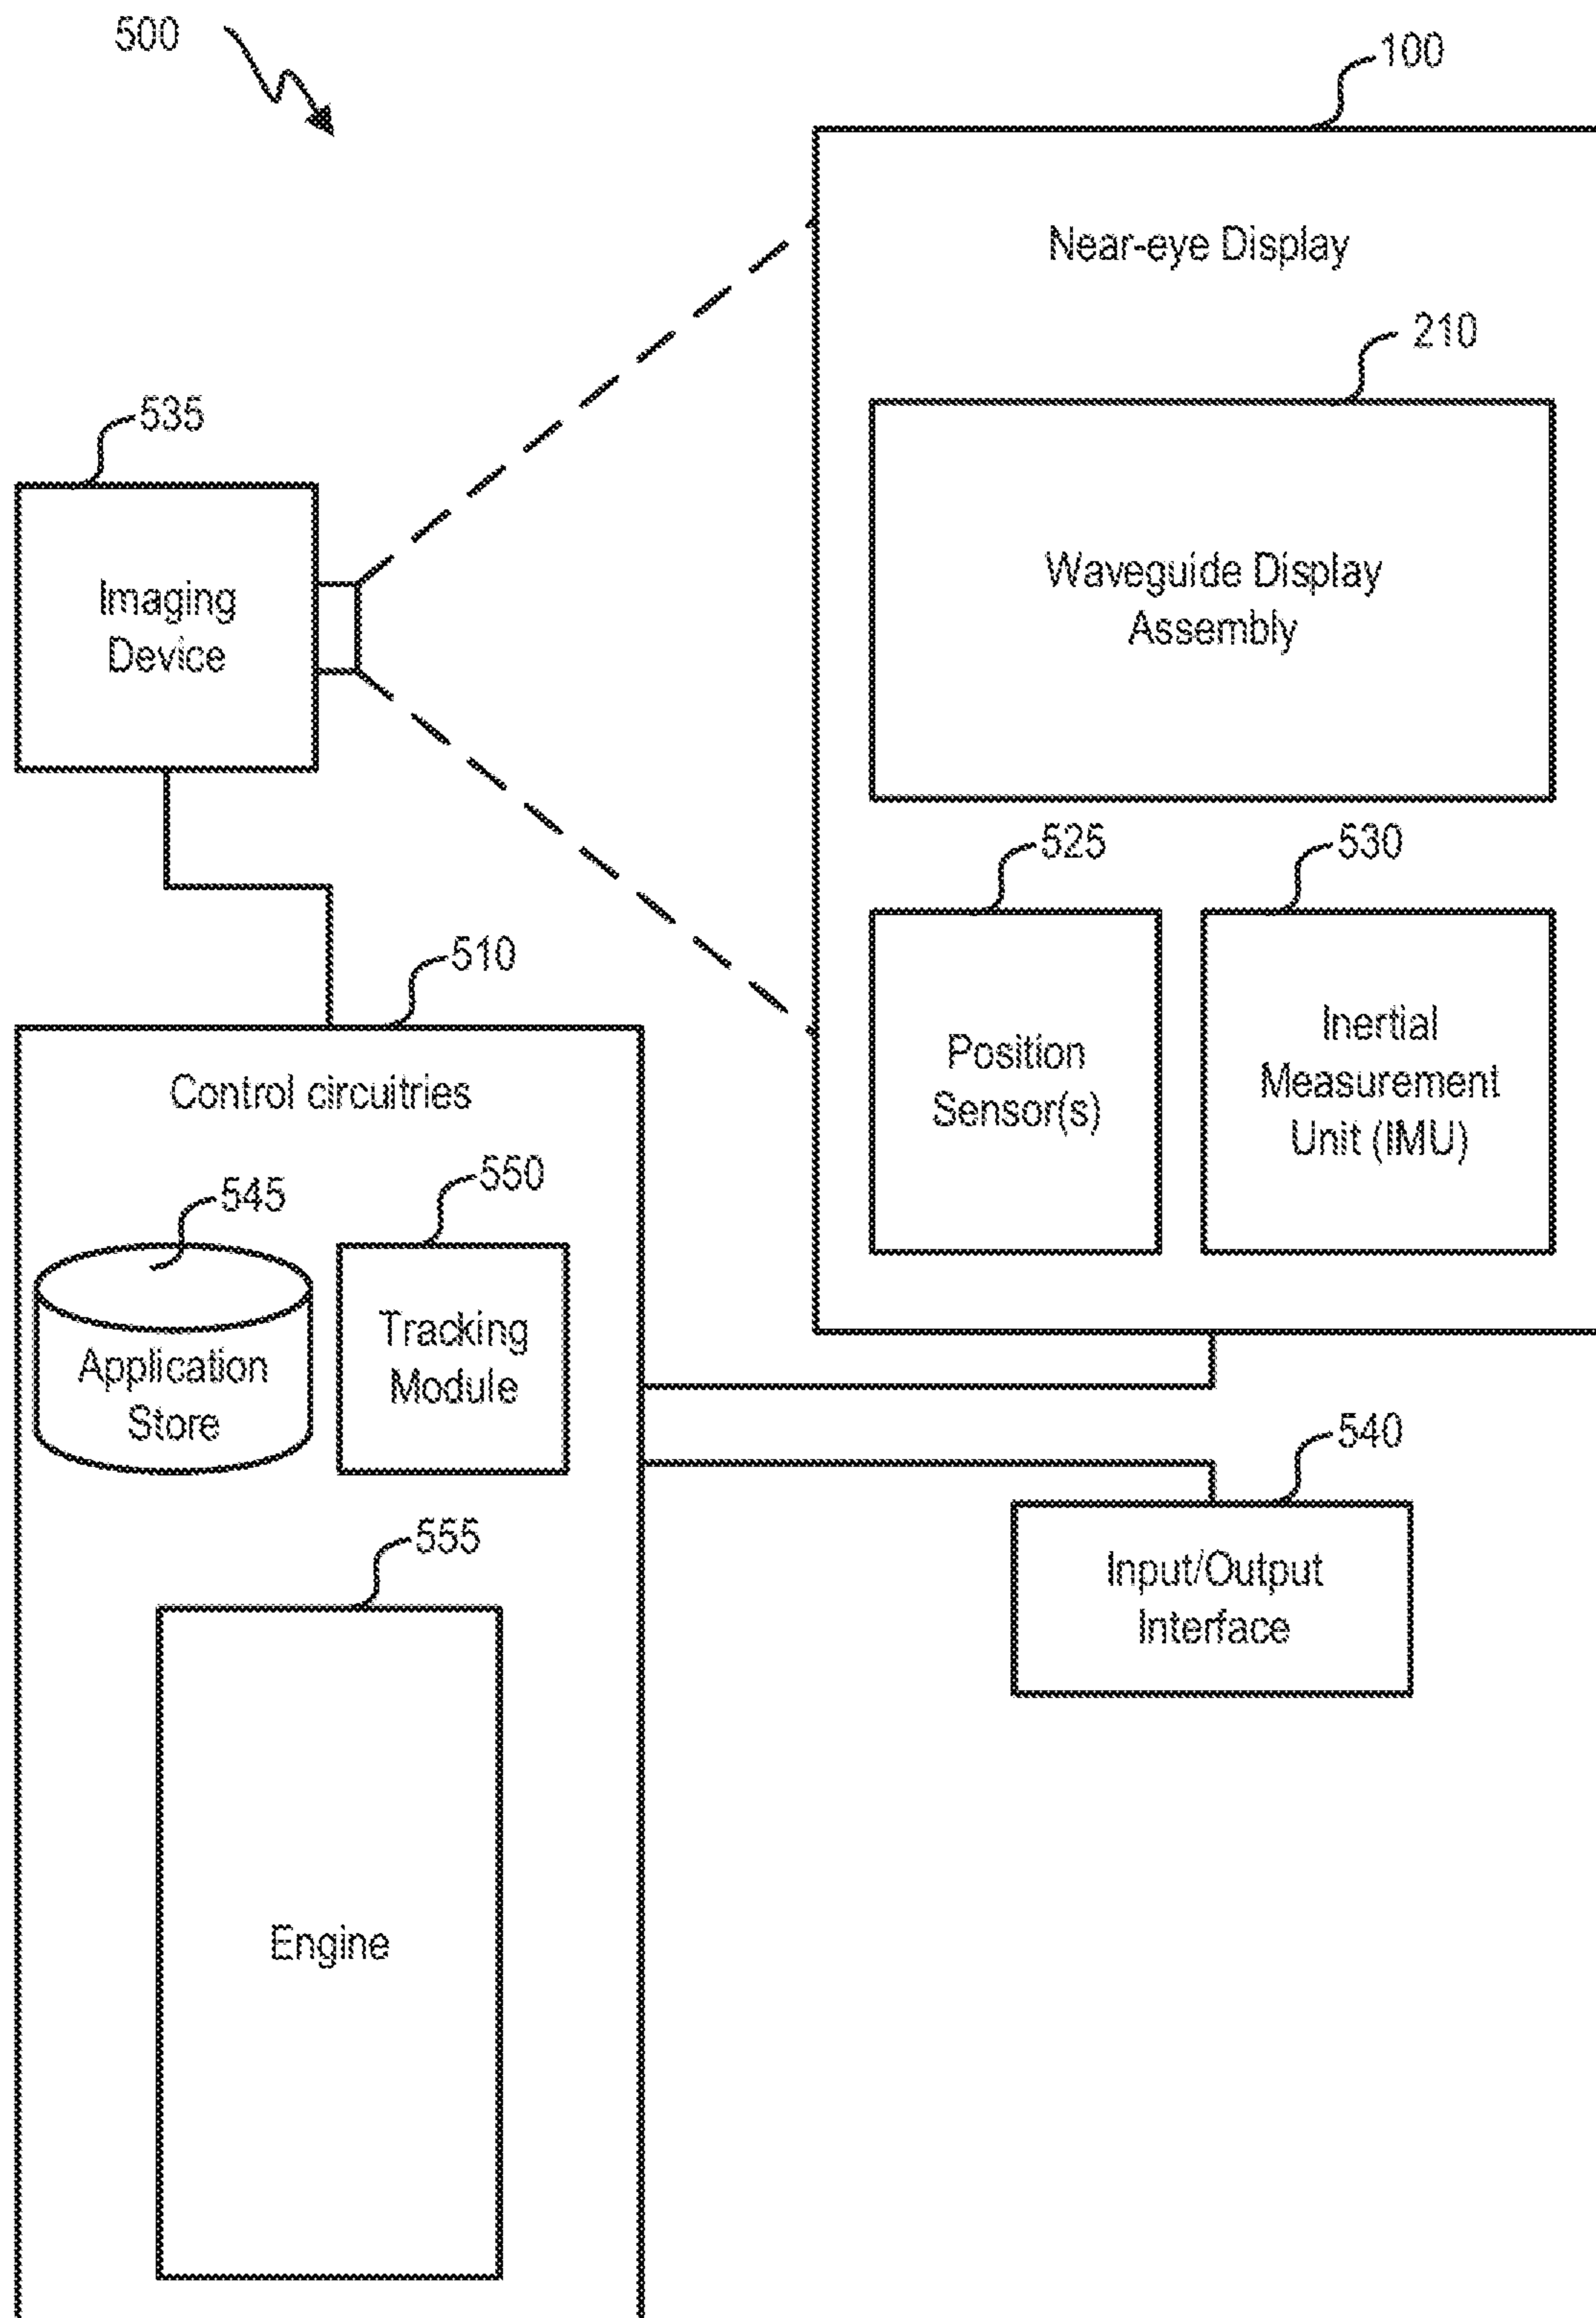 500
100
Near-eye Display
210
Waveguide Display
Assembly
535
Imaging
Device
525
530
Position
Sensor(s)
Inertial
Measurement
Unit (IMU)
510
Control circuitries
545
550
Application
Store
Tracking
Module
540
Input/Output
Interface
555
Engine